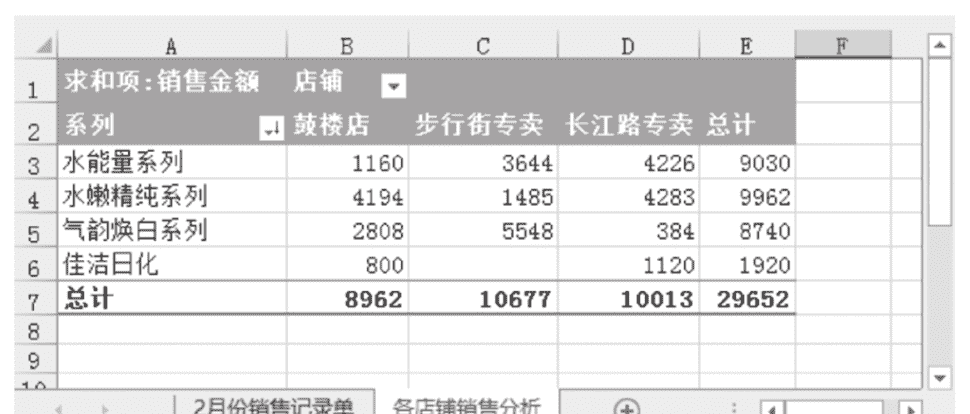 A B C D E F
1 求和项:销售金额 店铺
2 系列 鼓楼店 步行街专卖 长江路专卖 总计
3 水能量系列 1160 3644 4226 9030
4 水嫩精纯系列 4194 1485 4283 9962
5 气韵焕白系列 2808 5548 384 8740
6 佳洁日化 800 1120 1920
7 总计 8962 10677 10013 29652
8
9
10
2月份销售记录单 各店铺销售分析